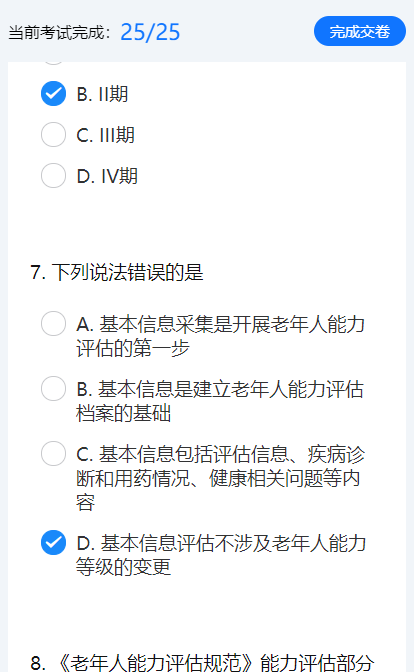 当前考试完成：25/25
完成交卷
B. II期
C. III期
D. IV期
7. 下列说法错误的是
A. 基本信息采集是开展老年人能力
评估的第一步
B. 基本信息是建立老年人能力评估
档案的基础
C. 基本信息包括评估信息、疾病诊
断和用药情况、健康相关问题等内
容
D. 基本信息评估不涉及老年人能力
等级的变更
8. 《老年人能力评估规范》能力评估部分